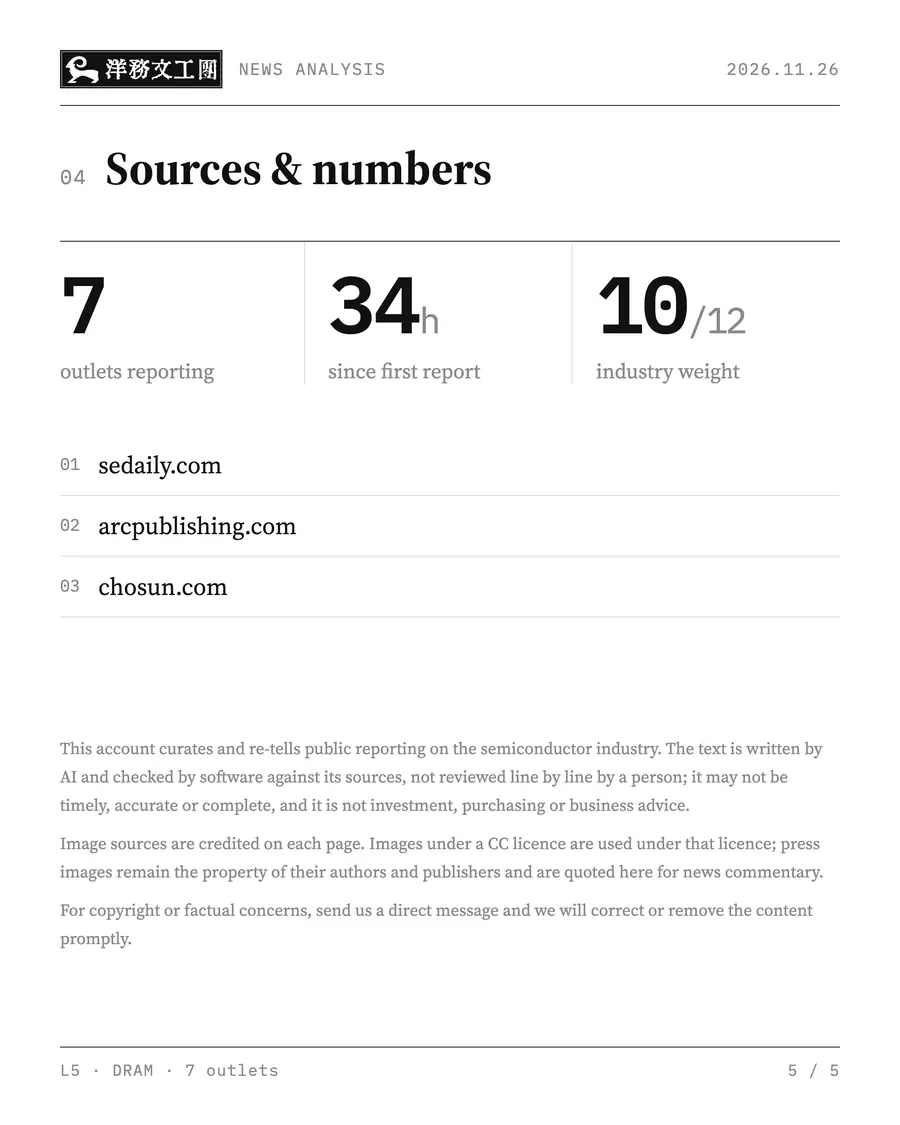 洋務文工團 NEWS ANALYSIS 2026.11.26
04 Sources & numbers
7 34h 10/12
outlets reporting since first report industry weight
01 sedaily.com
02 arcpublishing.com
03 chosun.com
This account curates and re-tells public reporting on the semiconductor industry. The text is written by
AI and checked by software against its sources, not reviewed line by line by a person; it may not be
timely, accurate or complete, and it is not investment, purchasing or business advice.
Image sources are credited on each page. Images under a CC licence are used under that licence; press
images remain the property of their authors and publishers and are quoted here for news commentary.
For copyright or factual concerns, send us a direct message and we will correct or remove the content
promptly.
L5 · DRAM · 7 outlets 5 / 5